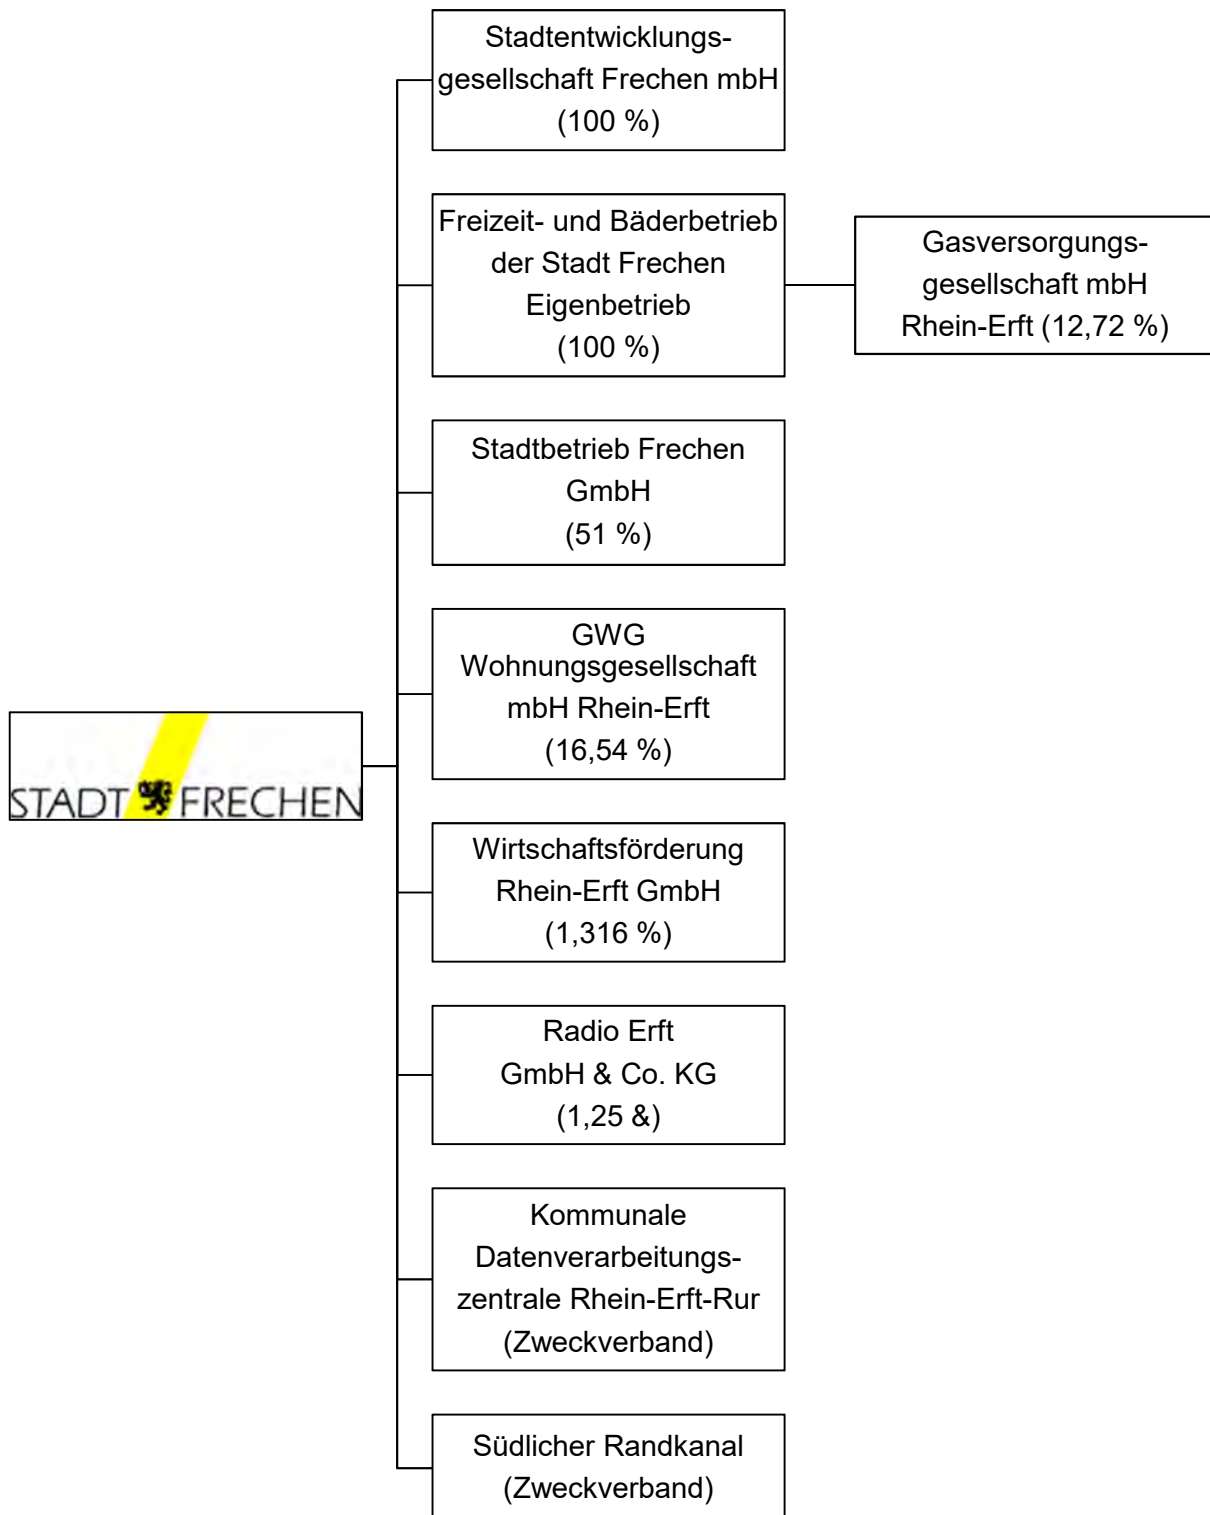 Stadtentwicklungs-
gesellschaft Frechen mbH
(100 %)
Freizeit- und Bäderbetrieb
der Stadt Frechen
Eigenbetrieb
(100 %)
Gasversorgungs-
gesellschaft mbH
Rhein-Erft (12,72 %)
Stadtbetrieb Frechen
GmbH
(51 %)
GWG
Wohnungsgesellschaft
mbH Rhein-Erft
(16,54 %)
STADT FRECHEN
Wirtschaftsförderung
Rhein-Erft GmbH
(1,316 %)
Radio Erft
GmbH & Co. KG
(1,25 &)
Kommunale
Datenverarbeitungs-
zentrale Rhein-Erft-Rur
(Zweckverband)
Südlicher Randkanal
(Zweckverband)